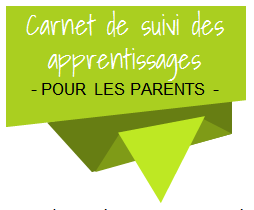 Carnet de suivi des
apprentissages
- POUR LES PARENTS -